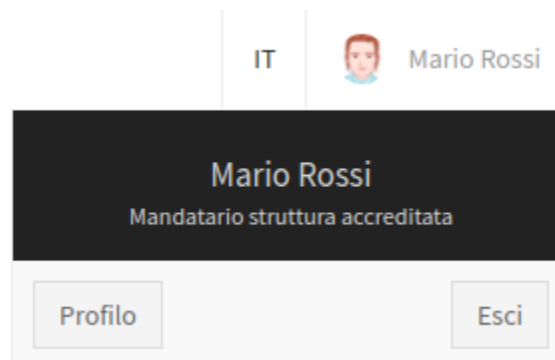 IT Mario Rossi
Mario Rossi
Mandatario struttura accreditata
Profilo Esci